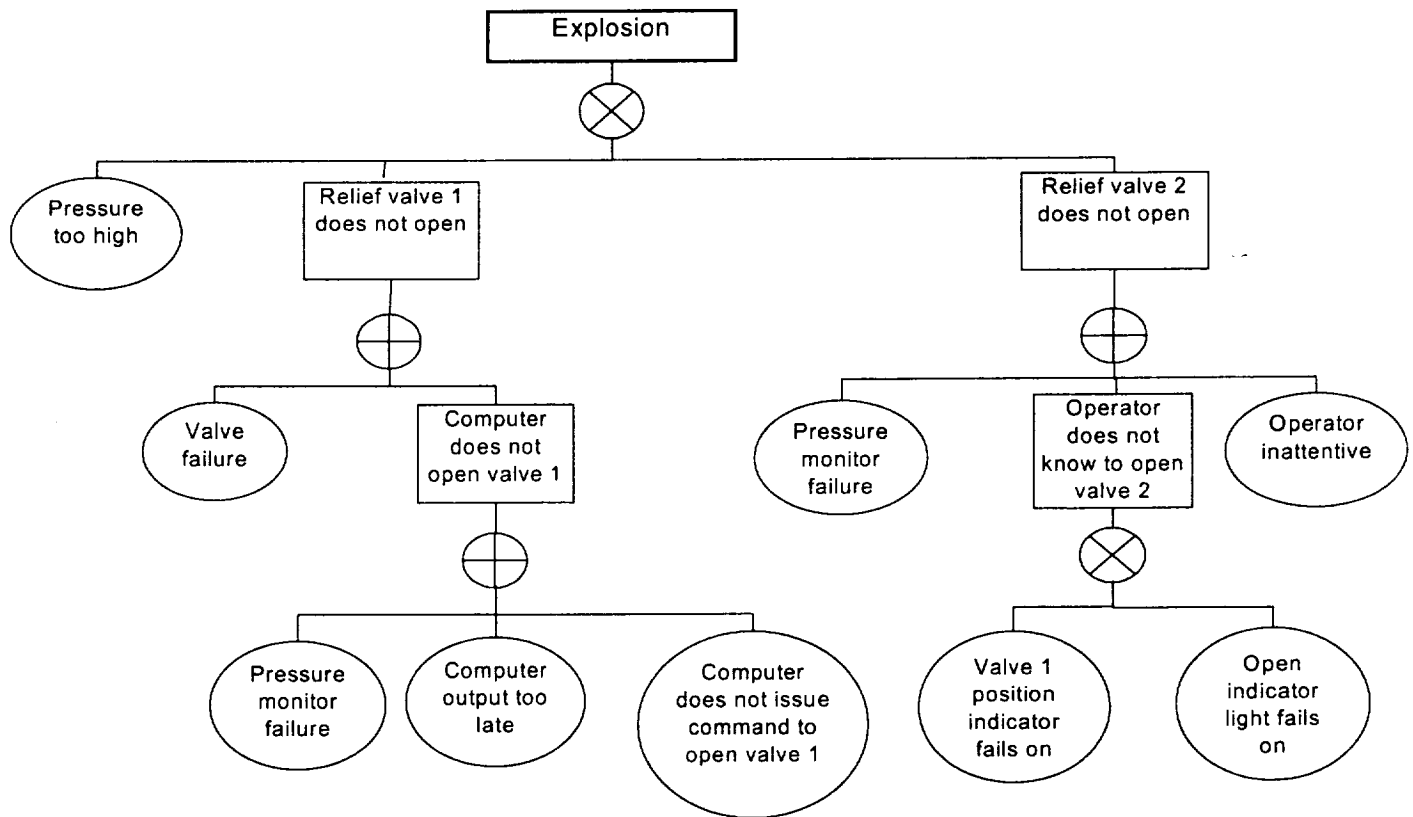 Explosion
Pressure
too high
Relief valve 1
does not open
Relief valve 2
does not open
Valve
failure
Computer
does not
open valve 1
Pressure
monitor
failure
Operator
does not
know to open
valve 2
Operator
inattentive
Pressure
monitor
failure
Computer
output too
late
Computer
does not issue
command to
open valve 1
Valve 1
position
indicator
fails on
Open
indicator
light fails
on